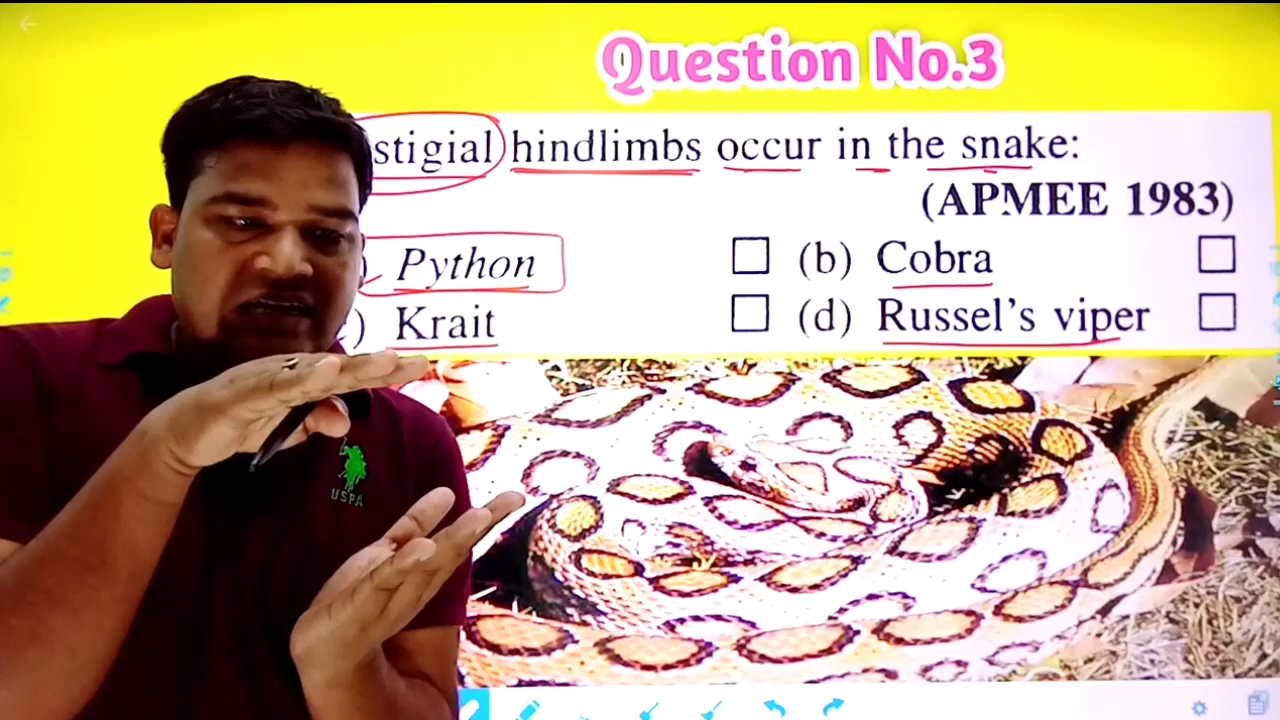 Question No.3
stigial hindlimbs occur in the snake:
(APMEE 1983)
) Python (b) Cobra
) Krait (d) Russel's viper
USPA